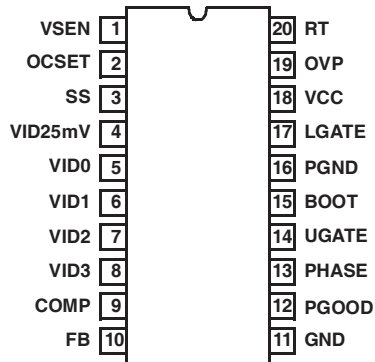 VSEN 1 20 RT
OCSET 2 19 OVP
SS 3 18 VCC
VID25mV 4 17 LGATE
VID0 5 16 PGND
VID1 6 15 BOOT
VID2 7 14 UGATE
VID3 8 13 PHASE
COMP 9 12 PGOOD
FB 10 11 GND